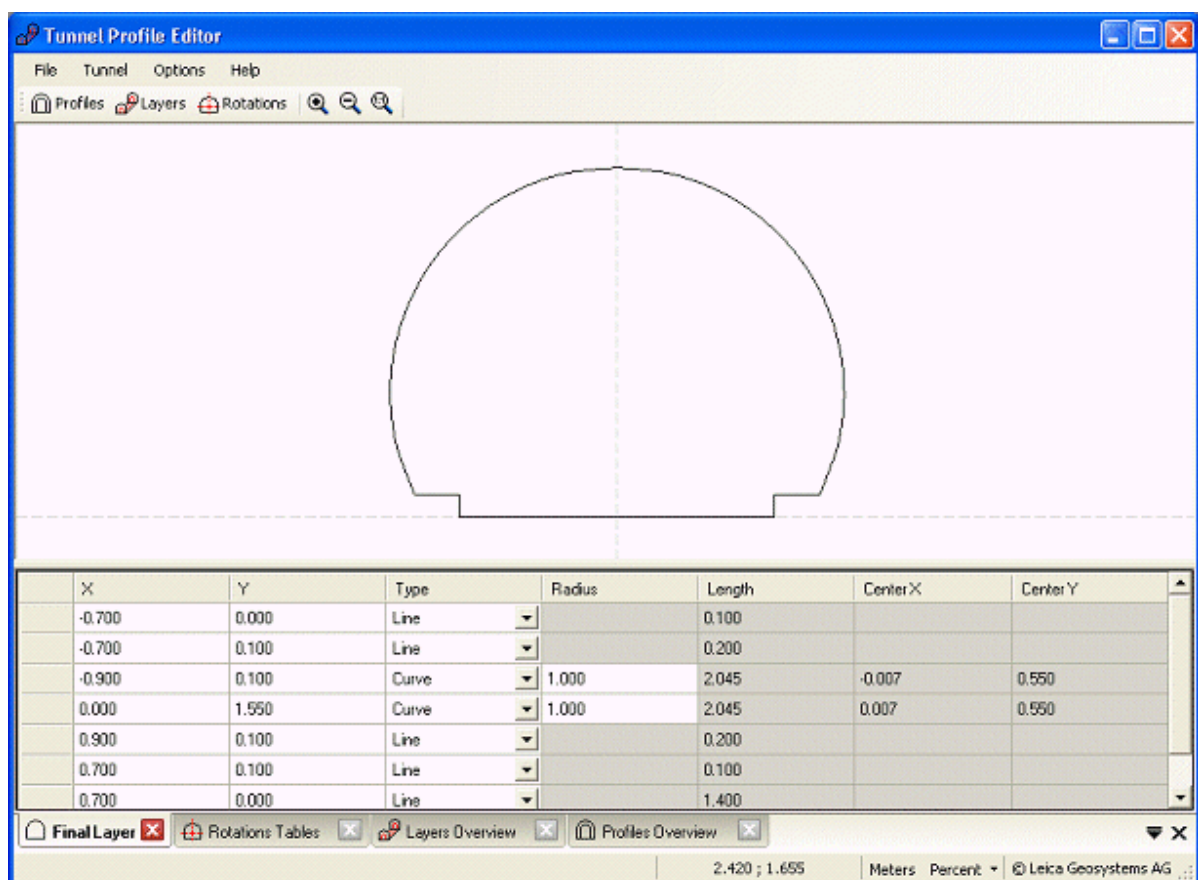 Tunnel Profile Editor
File Tunnel Options Help
Profiles Layers Rotations
X Y Type Radius Length Center X Center Y
-0.700 0.000 Line 0.100
-0.700 0.100 Line 0.200
-0.900 0.100 Curve 1.000 2.045 -0.007 0.550
0.000 1.550 Curve 1.000 2.045 0.007 0.550
0.900 0.100 Line 0.200
0.700 0.100 Line 0.100
0.700 0.000 Line 1.400
Final Layer Rotations Tables Layers Overview Profiles Overview
2.420 ; 1.655 Meters Percent © Leica Geosystems AG